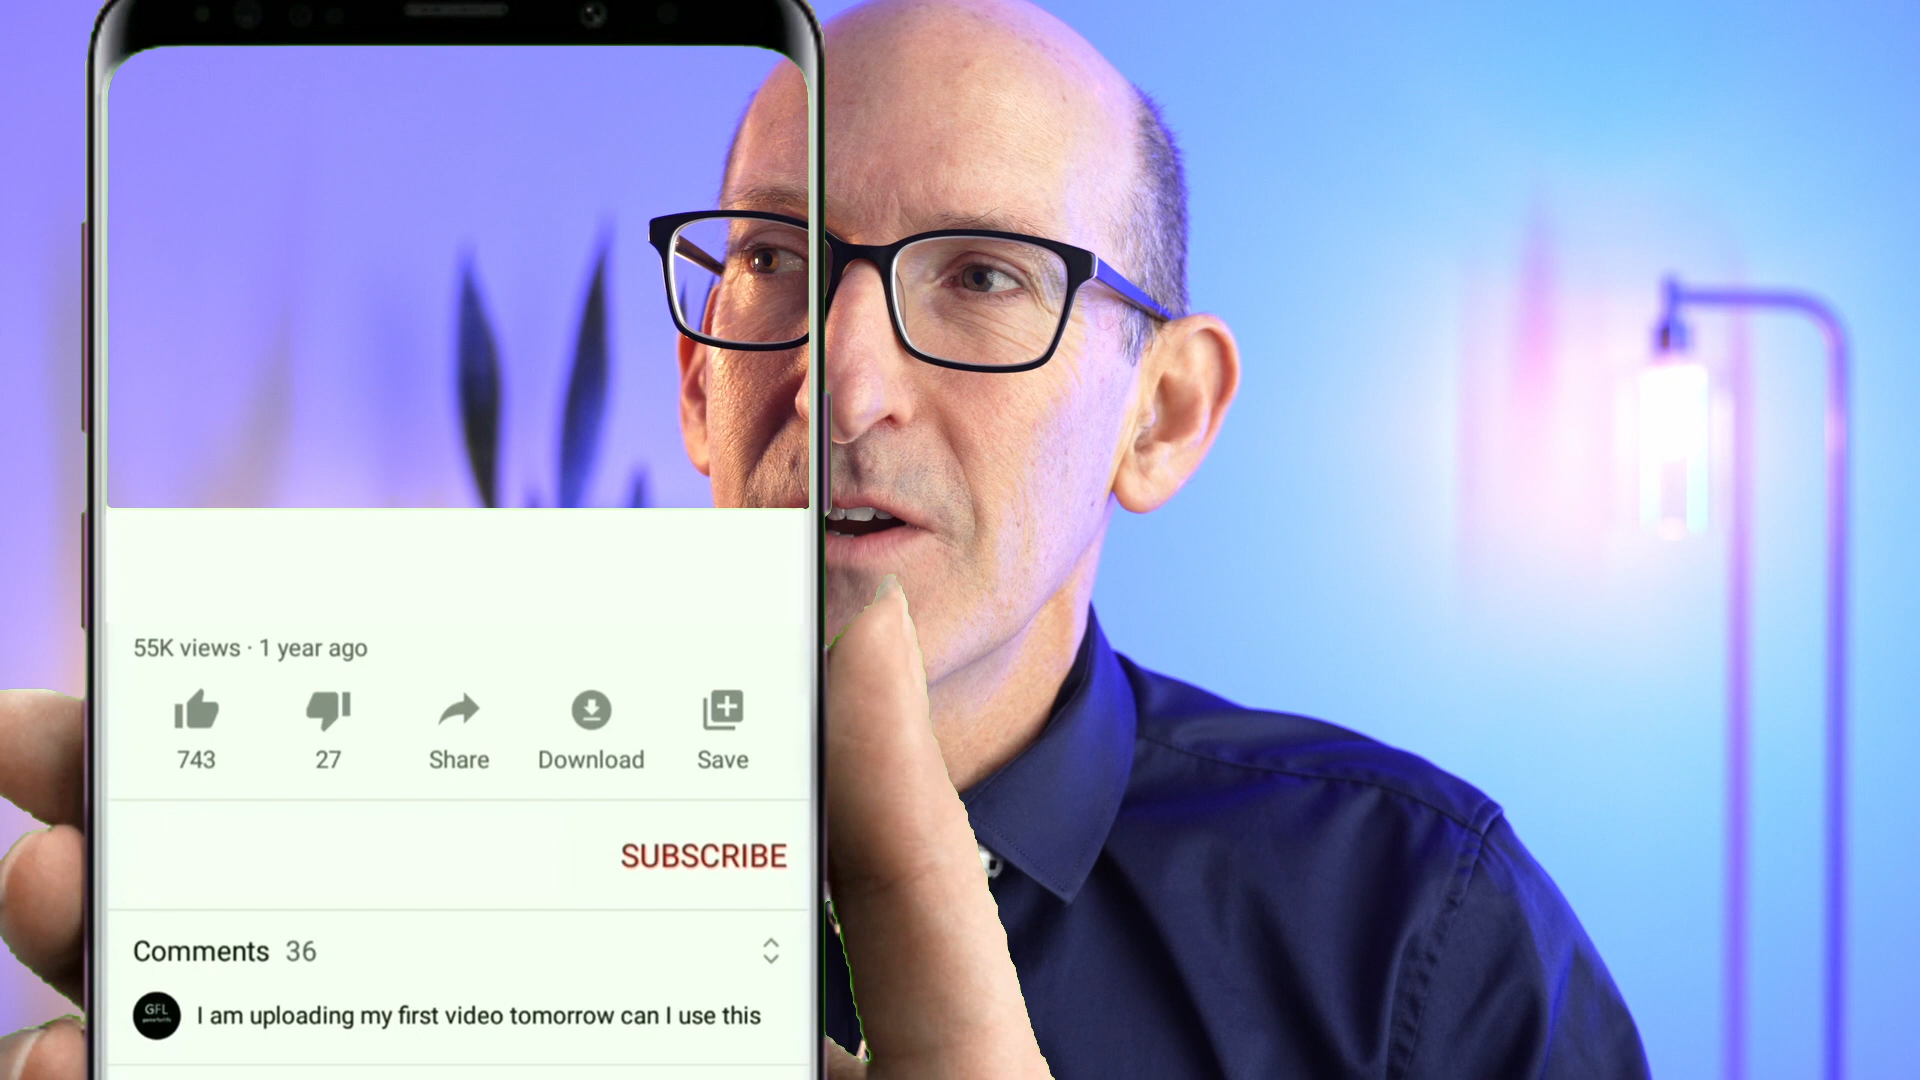 55K views · 1 year ago
743 27 Share Download Save
SUBSCRIBE
Comments 36
GFL
I am uploading my first video tomorrow can I use this